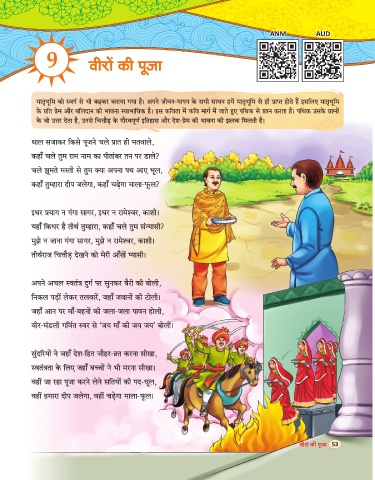 ANM AUD
9
वीरों की पूजा
मातृभूमि को स्वर्ग से भी बढ़कर बताया गया है। अपने जीवन-यापन के सभी साधन हमें मातृभूमि से ही प्राप्त होते हैं इसलिए मातृभूमि
के प्रति प्रेम और बलिदान की भावना स्वाभाविक है। इस कविता में कवि मार्ग में जाते हुए पथिक से प्रश्न करता है। पथिक उसके प्रश्नों
के जो उत्तर देता है, उनसे चित्तौड़ के गौरवपूर्ण इतिहास और देश-प्रेम की भावना की झलक मिलती है।
थाल सजाकर किसे पूजने चले प्रात ही मतवाले,
कहाँ चले तुम राम नाम का पीतांबर तन पर डाले?
चले झूमते मस्ती से तुम क्या अपना पथ आए भूल,
कहाँ तुम्हारा दीप जलेगा, कहाँ चढ़ेगा माला-फूल?
इधर प्रयाग न गंगा सागर, इधर न रामेश्वर, काशी।
यहाँ किधर है तीर्थ तुम्हारा, कहाँ चले तुम संन्यासी?
मुझे न जाना गंगा सागर, मुझे न रामेश्वर, काशी।
तीर्थराज चित्तौड़ देखने को मेरी आँखें प्यासी।
अपने अचल स्वतंत्र दुर्ग पर सुनकर बैरी की बोली,
निकल पड़ीं लेकर तलवारें, जहाँ जवानों की टोली।
जहाँ आन पर माँ-बहनों की जला-जला पावन होली,
वीर-मंडली गर्वित स्वर से 'जय माँ की जय जय' बोली।
सुंदरियों ने जहाँ देश-हित जौहर-व्रत करना सीखा,
स्वतंत्रता के लिए जहाँ बच्चों ने भी मरना सीखा।
वहीं जा रहा पूजा करने लेने सतियों की पद-धूल,
वहीं हमारा दीप जलेगा, वहीं चढ़ेगा माला-फूल।
वीरों की पूजा 53